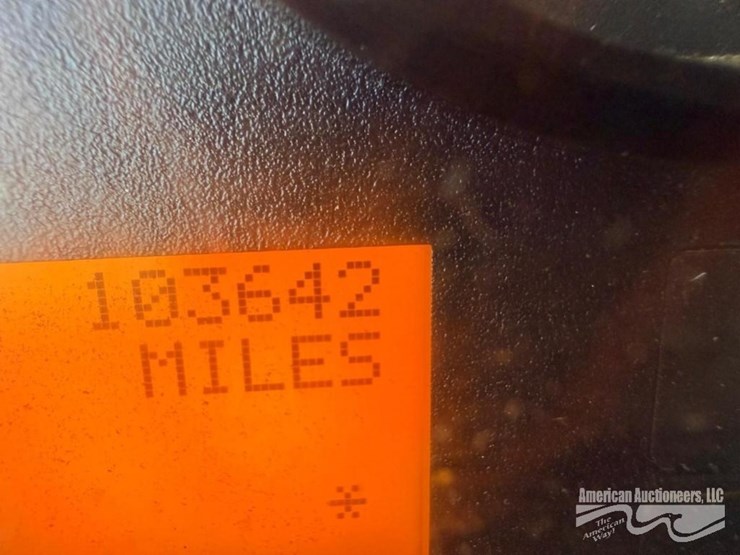 103642
MILES
*
American Auctioneers, LLC
The
American
Way!